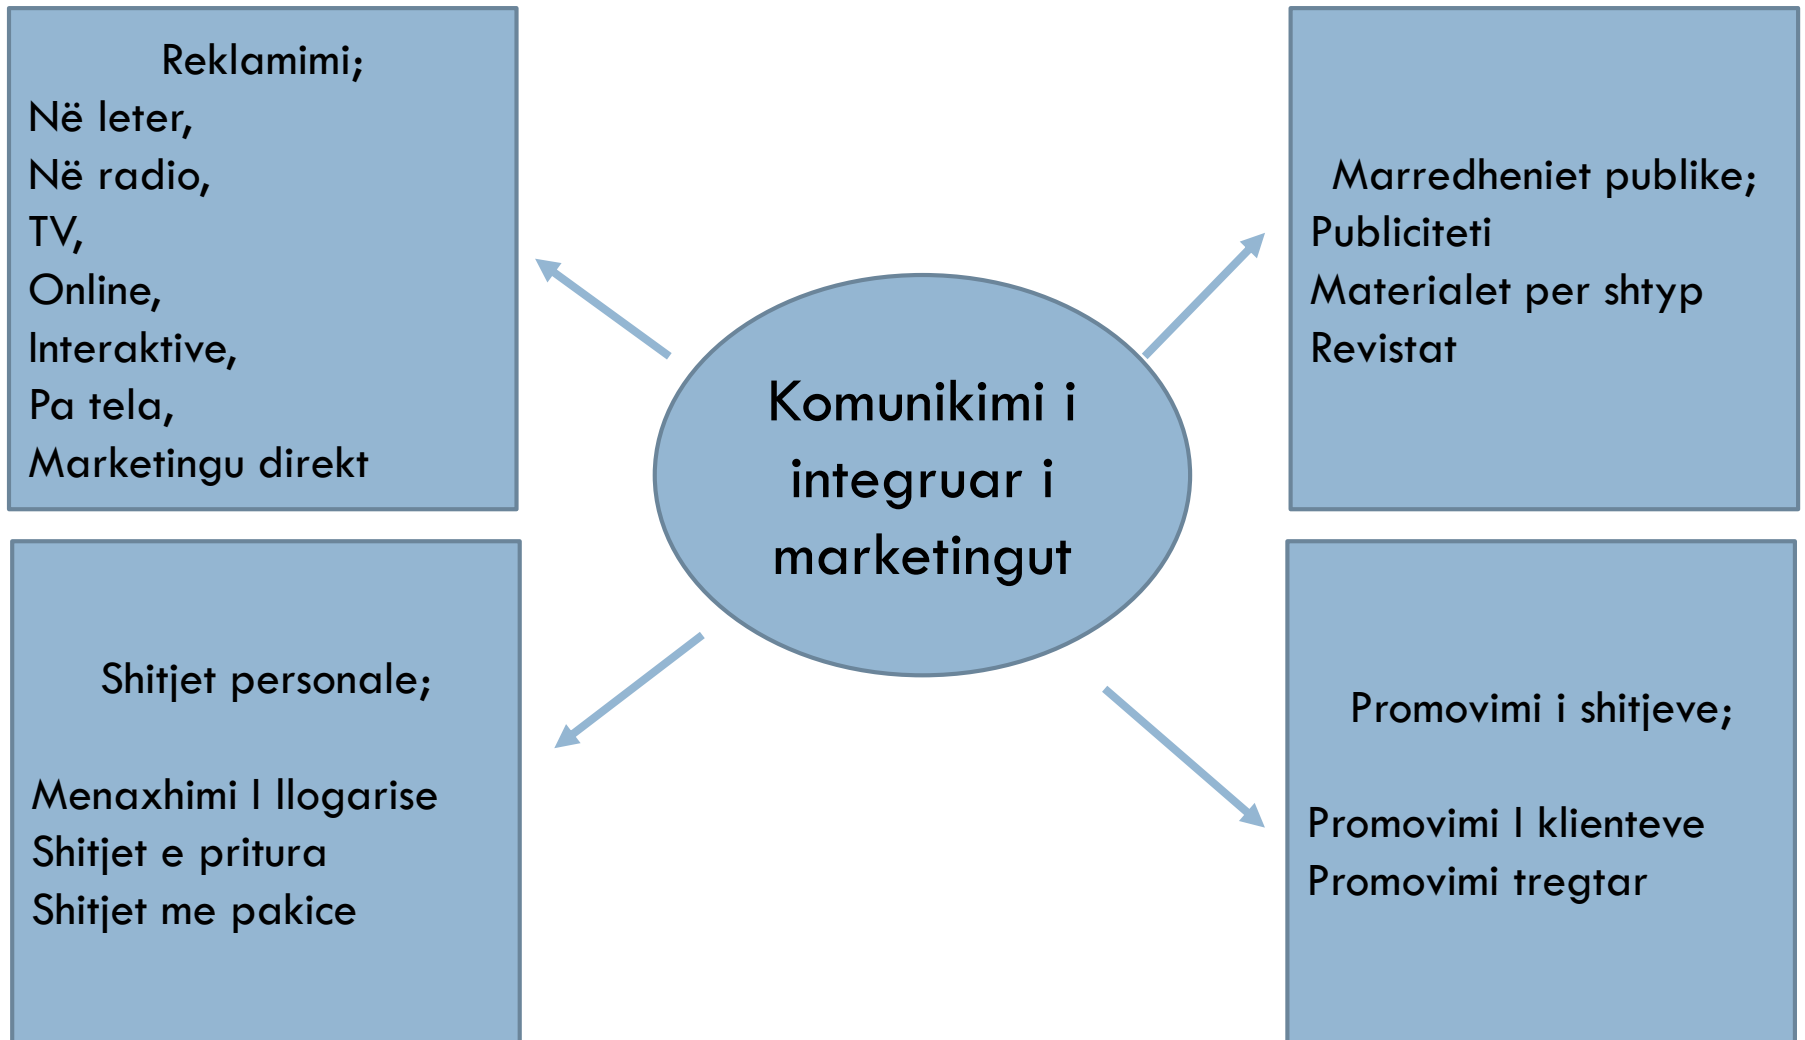 Reklamimi;
Në leter,
Në radio,
TV,
Online,
Interaktive,
Pa tela,
Marketingu direkt
Marredheniet publike;
Publiciteti
Materialet per shtyp
Revistat
Komunikimi i
integruar i
marketingut
Shitjet personale;
Menaxhimi I llogarise
Shitjet e pritura
Shitjet me pakice
Promovimi i shitjeve;
Promovimi I klienteve
Promovimi tregtar